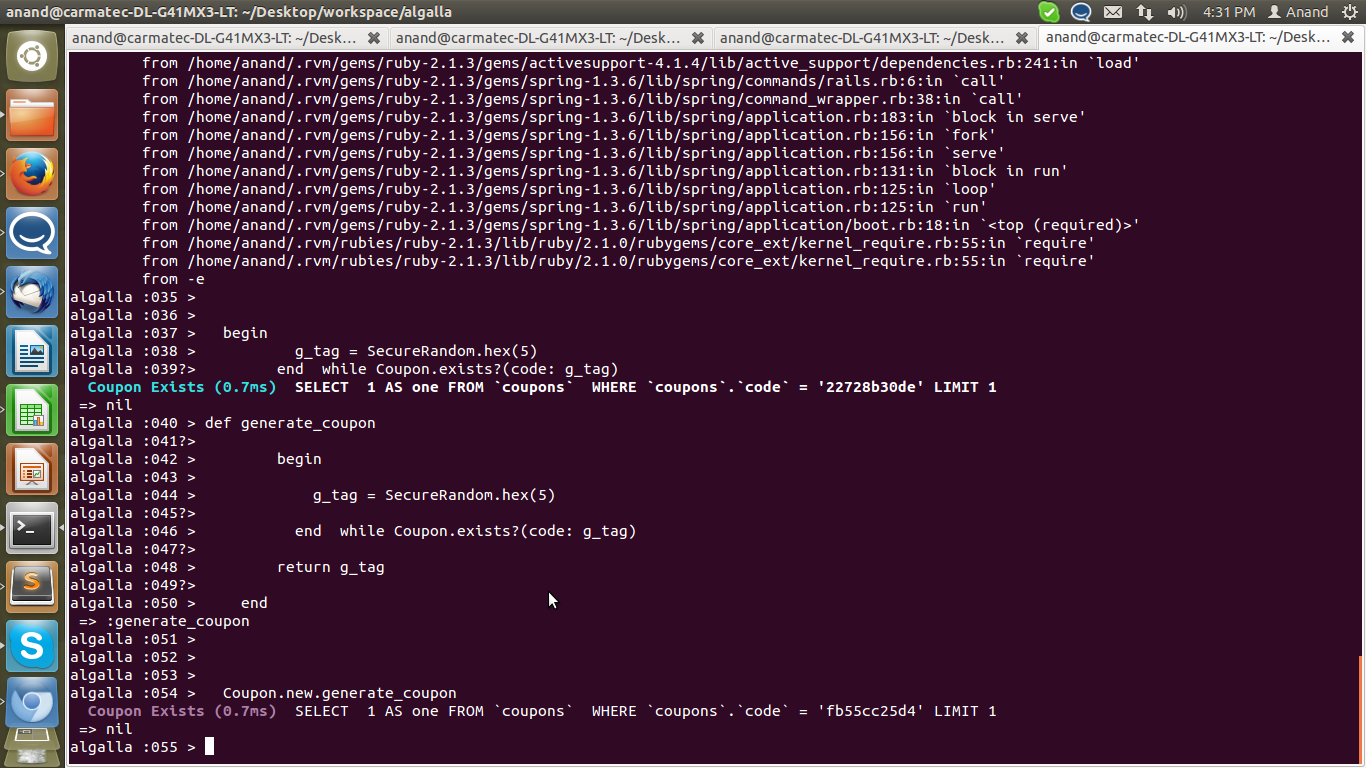 anand@carmatec-DL-G41MX3-LT: ~/Desktop/workspace/algalla
4:31 PM
Anand
anand@carmatec-DL-G41MX3-LT: ~/Desk...
anand@carmatec-DL-G41MX3-LT: ~/Desk...
anand@carmatec-DL-G41MX3-LT: ~/Desk...
anand@carmatec-DL-G41MX3-LT: ~/Desk...
from /home/anand/.rvm/gems/ruby-2.1.3/gems/activesupport-4.1.4/lib/active_support/dependencies.rb:241:in `load'
from /home/anand/.rvm/gems/ruby-2.1.3/gems/spring-1.3.6/lib/spring/commands/rails.rb:6:in `call'
from /home/anand/.rvm/gems/ruby-2.1.3/gems/spring-1.3.6/lib/spring/command_wrapper.rb:38:in `call'
from /home/anand/.rvm/gems/ruby-2.1.3/gems/spring-1.3.6/lib/spring/application.rb:183:in `block in serve'
from /home/anand/.rvm/gems/ruby-2.1.3/gems/spring-1.3.6/lib/spring/application.rb:156:in `fork'
from /home/anand/.rvm/gems/ruby-2.1.3/gems/spring-1.3.6/lib/spring/application.rb:156:in `serve'
from /home/anand/.rvm/gems/ruby-2.1.3/gems/spring-1.3.6/lib/spring/application.rb:131:in `block in run'
from /home/anand/.rvm/gems/ruby-2.1.3/gems/spring-1.3.6/lib/spring/application.rb:125:in `loop'
from /home/anand/.rvm/gems/ruby-2.1.3/gems/spring-1.3.6/lib/spring/application.rb:125:in `run'
from /home/anand/.rvm/gems/ruby-2.1.3/gems/spring-1.3.6/lib/spring/application/boot.rb:18:in `<top (required)>'
from /home/anand/.rvm/rubies/ruby-2.1.3/lib/ruby/2.1.0/rubygems/core_ext/kernel_require.rb:55:in `require'
from /home/anand/.rvm/rubies/ruby-2.1.3/lib/ruby/2.1.0/rubygems/core_ext/kernel_require.rb:55:in `require'
from -e
algalla :035 >
algalla :036 >
algalla :037 >   begin
algalla :038 >           g_tag = SecureRandom.hex(5)
algalla :039?>         end  while Coupon.exists?(code: g_tag)
Coupon Exists (0.7ms)  SELECT  1 AS one FROM `coupons`  WHERE `coupons`.`code` = '22728b30de' LIMIT 1
=> nil
algalla :040 > def generate_coupon
algalla :041?>
algalla :042 >         begin
algalla :043 >
algalla :044 >             g_tag = SecureRandom.hex(5)
algalla :045?>
algalla :046 >           end  while Coupon.exists?(code: g_tag)
algalla :047?>
algalla :048 >         return g_tag
algalla :049?>
algalla :050 >     end
=> :generate_coupon
algalla :051 >
algalla :052 >
algalla :053 >
algalla :054 >   Coupon.new.generate_coupon
Coupon Exists (0.7ms)  SELECT  1 AS one FROM `coupons`  WHERE `coupons`.`code` = 'fb55cc25d4' LIMIT 1
=> nil
algalla :055 >